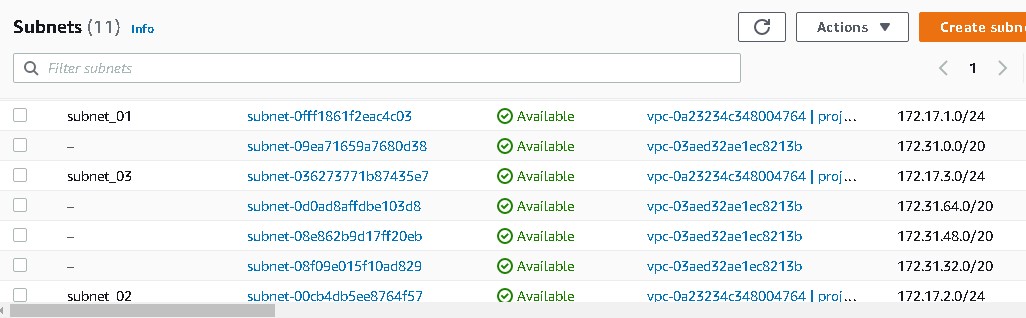 Subnets (11) Info Actions ▼ Create subn
Filter subnets 1
subnet_01 subnet-0fff1861f2eac4c03 Available vpc-0a23234c348004764 | proj… 172.17.1.0/24
– subnet-09ea71659a7680d38 Available vpc-03aed32ae1ec8213b 172.31.0.0/20
subnet_03 subnet-036273771b87435e7 Available vpc-0a23234c348004764 | proj… 172.17.3.0/24
– subnet-0d0ad8affdbe103d8 Available vpc-03aed32ae1ec8213b 172.31.64.0/20
– subnet-08e862b9d17ff20eb Available vpc-03aed32ae1ec8213b 172.31.48.0/20
– subnet-08f09e015f10ad829 Available vpc-03aed32ae1ec8213b 172.31.32.0/20
subnet_02 subnet-00cb4db5ee8764f57 Available vpc-0a23234c348004764 | proj… 172.17.2.0/24